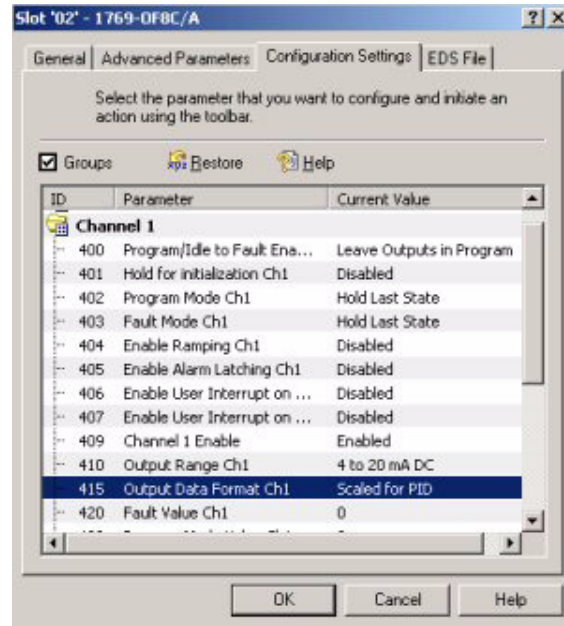 Slot '02' - 1769-OF8C/A
General Advanced Parameters Configuration Settings EDS File
Select the parameter that you want to configure and initiate an
action using the toolbar.
Groups Restore Help
ID Parameter Current Value
Channel 1
400 Program/Idle to Fault Ena... Leave Outputs in Program
401 Hold for initialization Ch1 Disabled
402 Program Mode Ch1 Hold Last State
403 Fault Mode Ch1 Hold Last State
404 Enable Ramping Ch1 Disabled
405 Enable Alarm Latching Ch1 Disabled
406 Enable User Interrupt on ... Disabled
407 Enable User Interrupt on ... Disabled
409 Channel 1 Enable Enabled
410 Output Range Ch1 4 to 20 mA DC
415 Output Data Format Ch1 Scaled for PID
420 Fault Value Ch1 0
OK Cancel Help